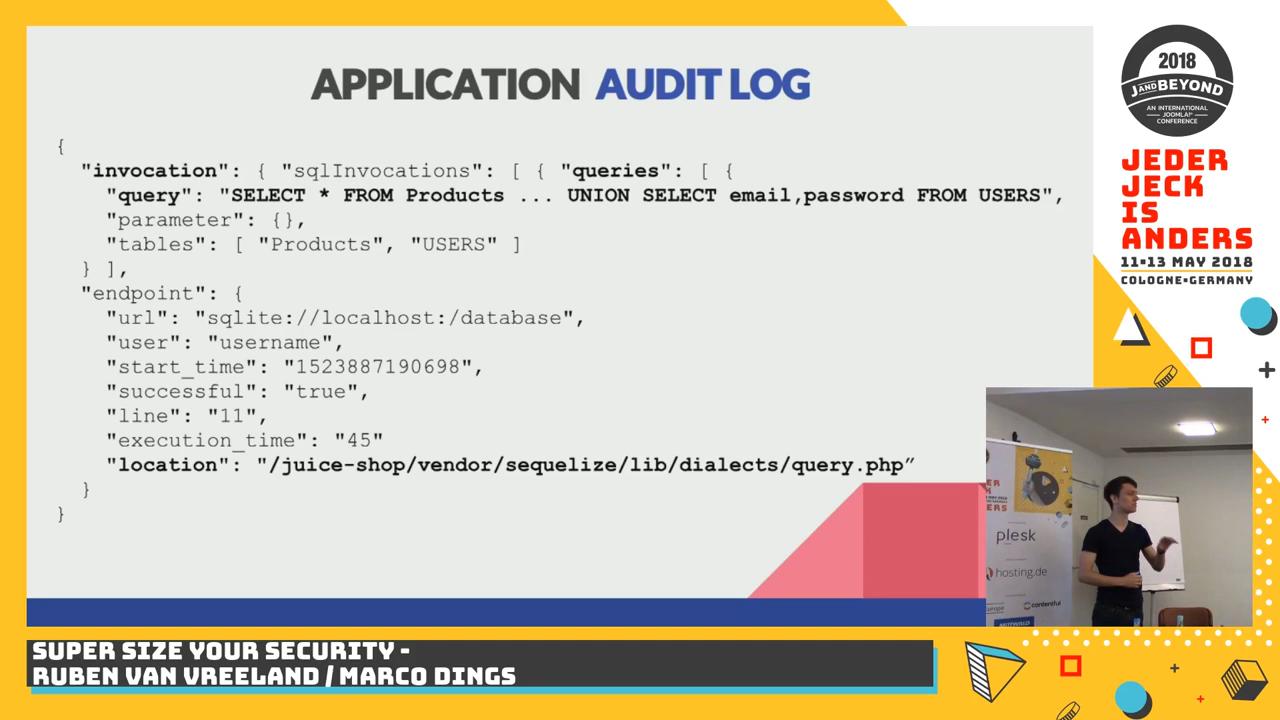 APPLICATION AUDIT LOG
{
"invocation": { "sqlInvocations": [ { "queries": [ {
"query": "SELECT * FROM Products ... UNION SELECT email,password FROM USERS",
"parameter": {},
"tables": [ "Products", "USERS" ]
} ],
"endpoint": {
"url": "sqlite://localhost:/database",
"user": "username",
"start_time": "1523887190698",
"successful": "true",
"line": "11",
"execution_time": "45"
"location": "/juice-shop/vendor/sequelize/lib/dialects/query.php”
}
}
2018
JANDBEYOND
AN INTERNATIONAL
JOOMLA!®
CONFERENCE
JEDER
JECK
IS
ANDERS
11▪13 MAY 2018
COLOGNE▪GERMANY
plesk
hosting.de
contentful
SUPER SIZE YOUR SECURITY -
RUBEN VAN VREELAND / MARCO DINGS